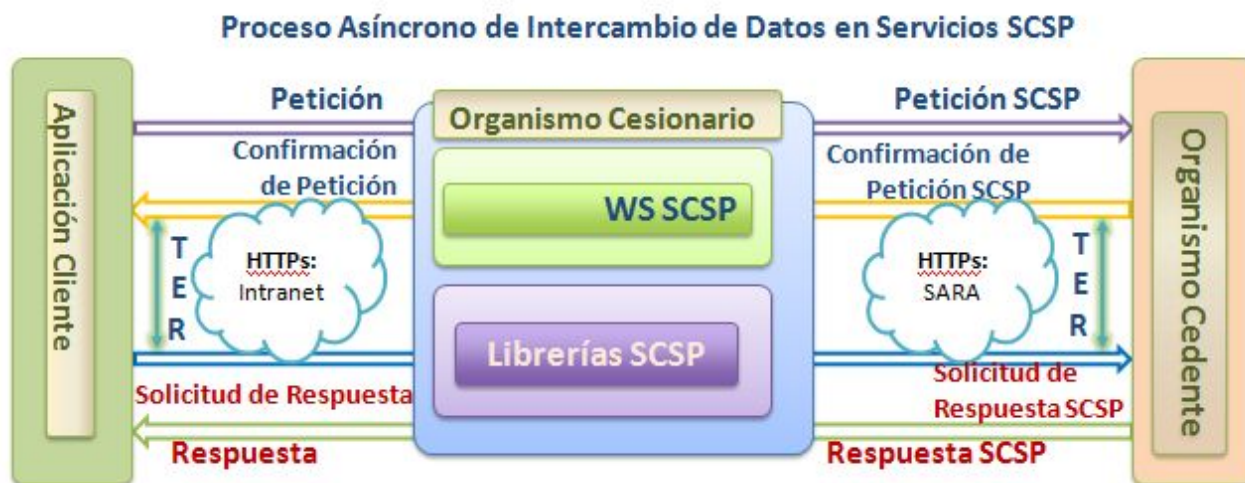 Proceso Asíncrono de Intercambio de Datos en Servicios SCSP
Aplicación Cliente
Petición
Confirmación
de Petición
T
E
R
HTTPs:
Intranet
Solicitud de Respuesta
Respuesta
Organismo Cesionario
WS SCSP
Librerías SCSP
Petición SCSP
Confirmación de
Petición SCSP
HTTPs:
SARA
T
E
R
Solicitud de
Respuesta SCSP
Respuesta SCSP
Organismo Cedente